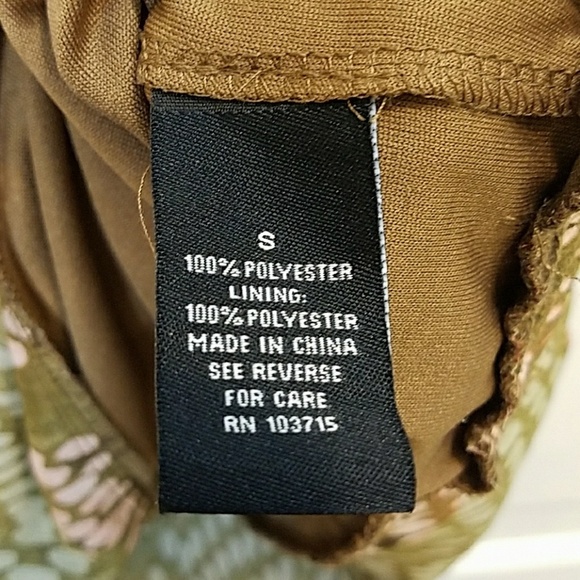 S
100% POLYESTER
LINING:
100% POLYESTER
MADE IN CHINA
SEE REVERSE
FOR CARE
RN 103715